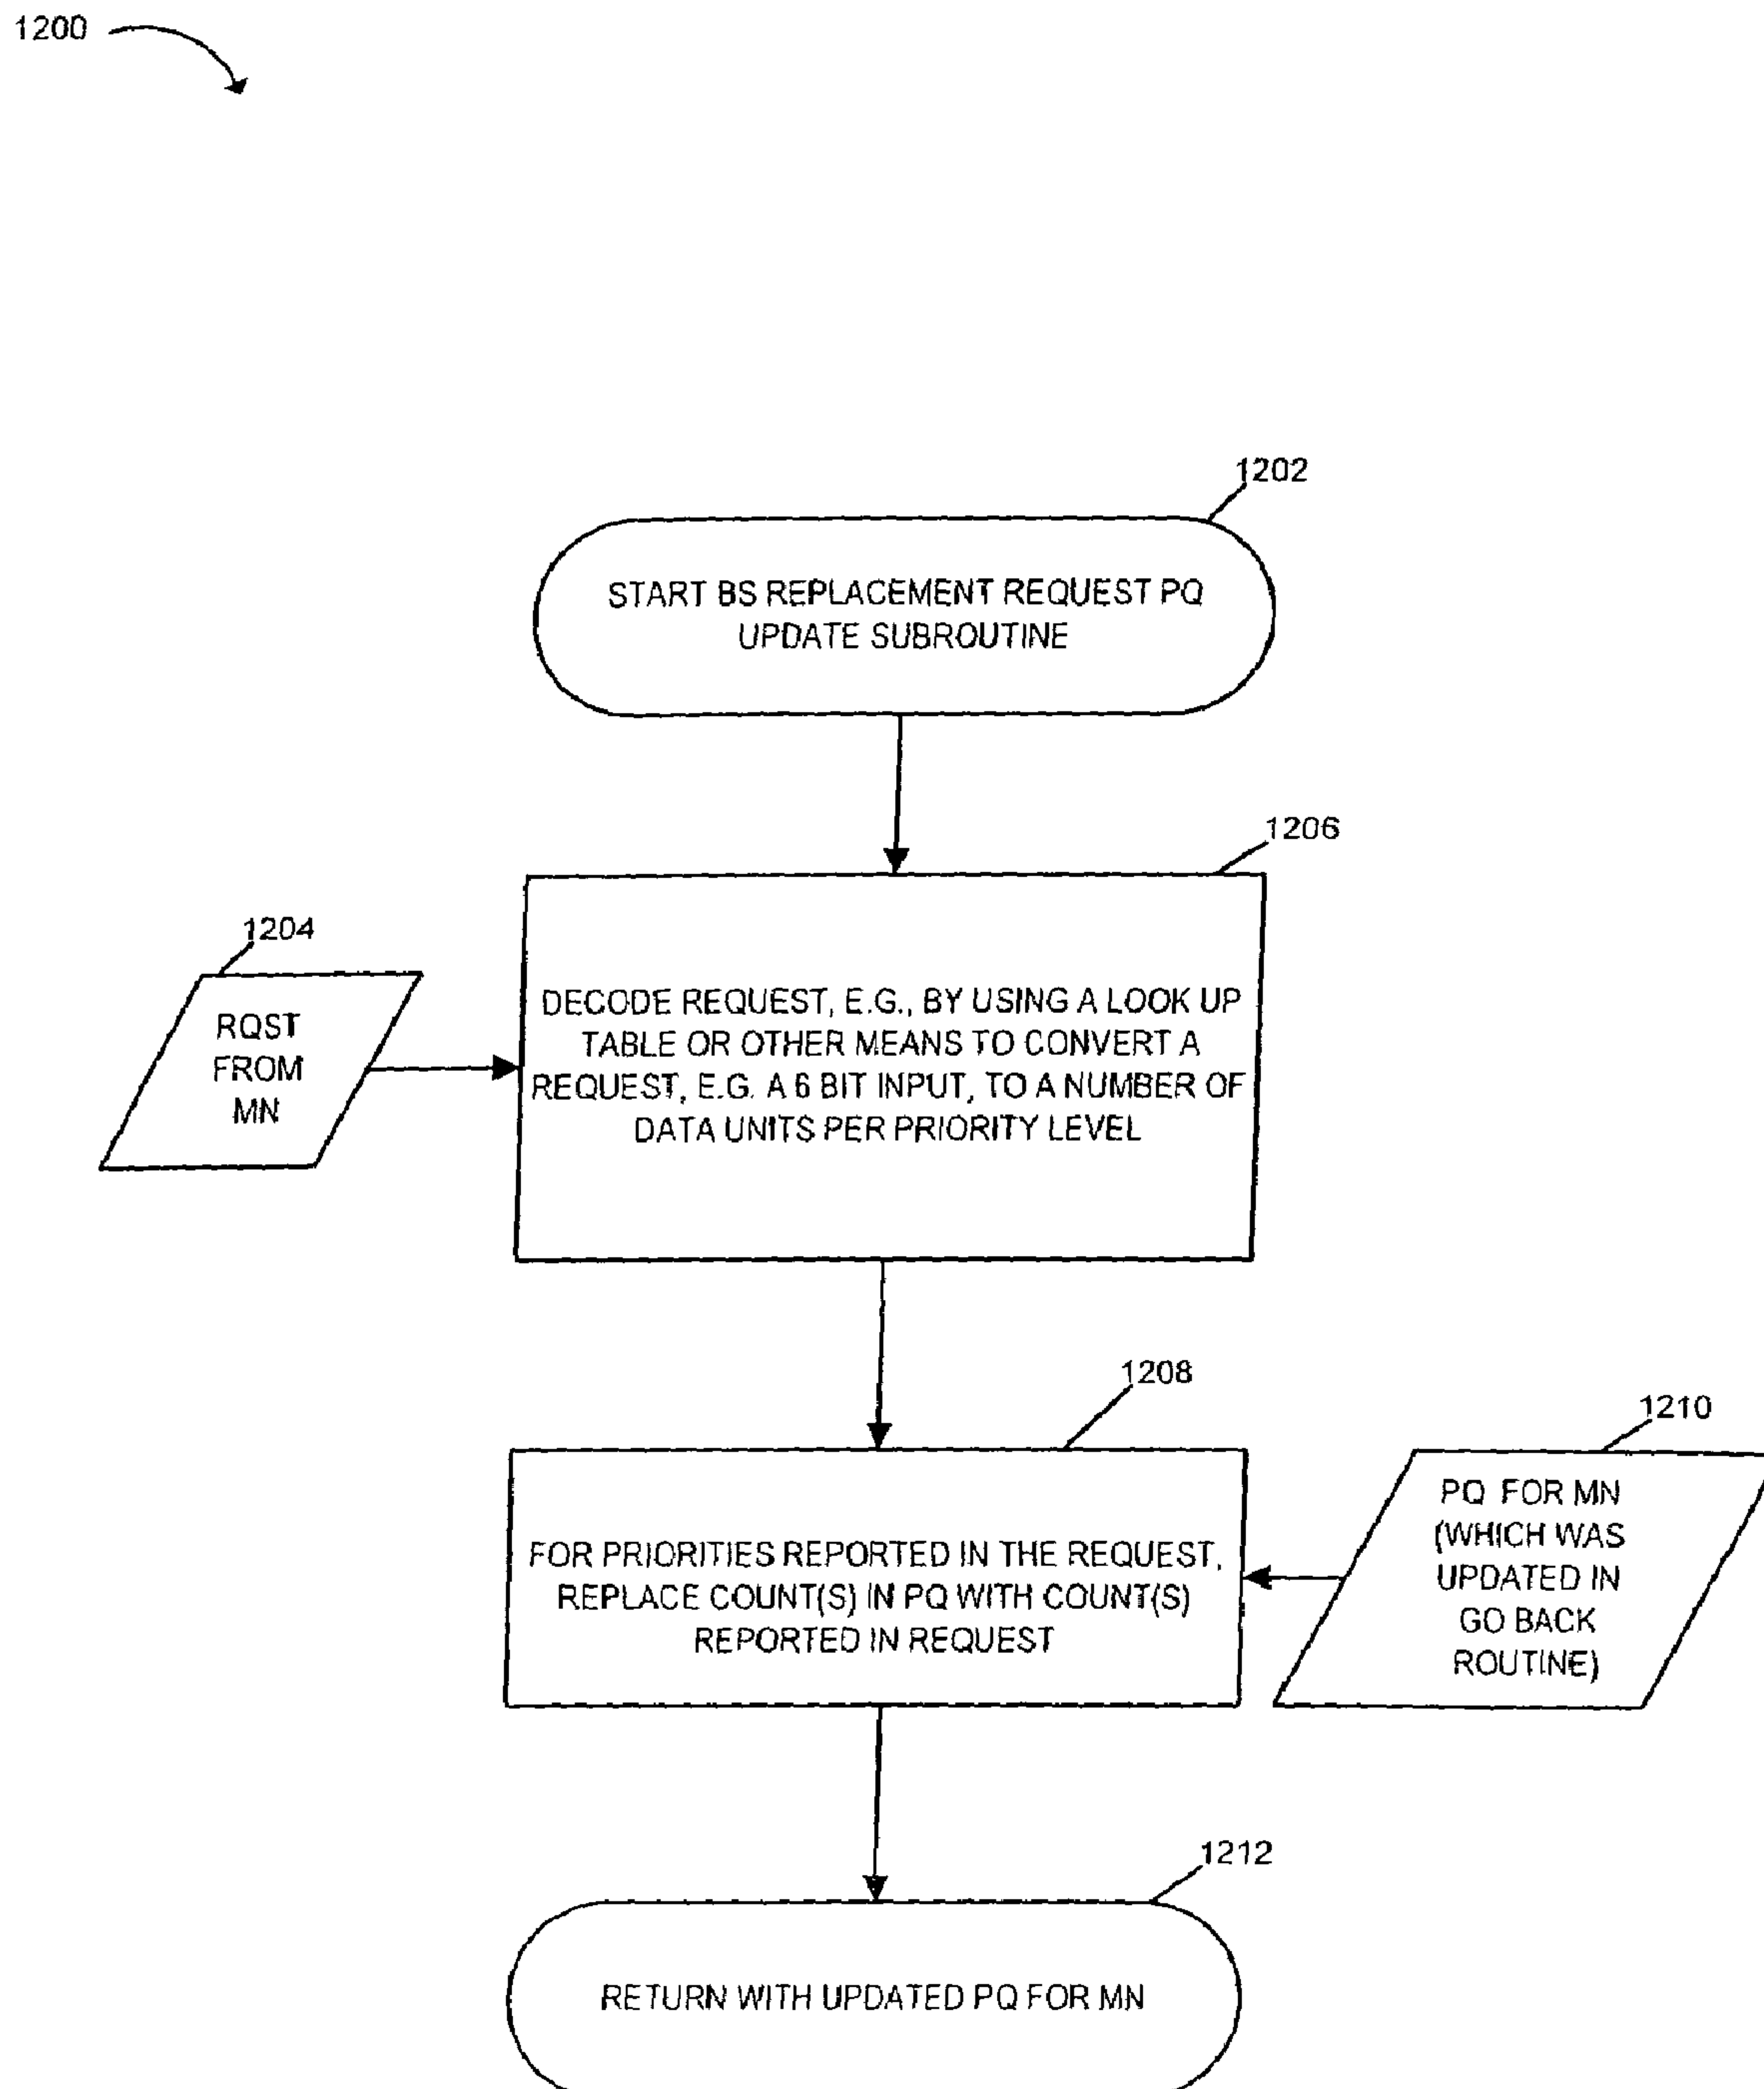 1200
1202
START BS REPLACEMENT REQUEST PQ
UPDATE SUBROUTINE
1206
1204
RQST
FROM
MN
DECODE REQUEST, E.G., BY USING A LOOK UP
TABLE OR OTHER MEANS TO CONVERT A
REQUEST, E.G. A 6 BIT INPUT, TO A NUMBER OF
DATA UNITS PER PRIORITY LEVEL
1208
1210
FOR PRIORITIES REPORTED IN THE REQUEST,
REPLACE COUNT(S) IN PQ WITH COUNT(S)
REPORTED IN REQUEST
PQ FOR MN
(WHICH WAS
UPDATED IN
GO BACK
ROUTINE)
1212
RETURN WITH UPDATED PQ FOR MN